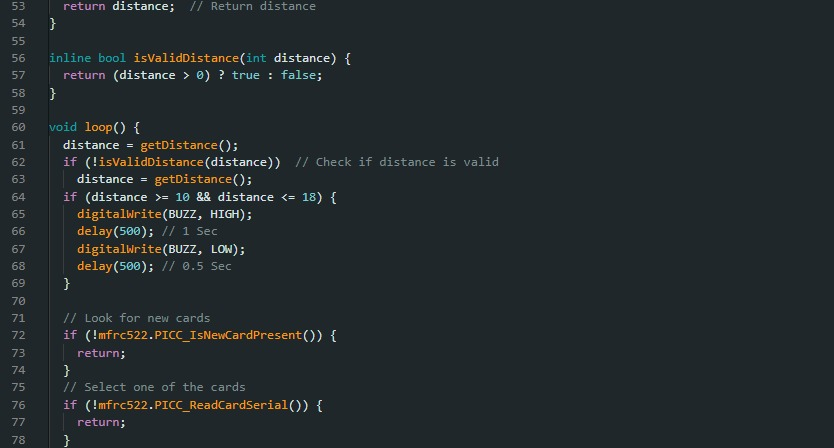 53 return distance;  // Return distance
54 }
55
56 inline bool isValidDistance(int distance) {
57   return (distance > 0) ? true : false;
58 }
59
60 void loop() {
61   distance = getDistance();
62   if (!isValidDistance(distance))  // Check if distance is valid
63     distance = getDistance();
64   if (distance >= 10 && distance <= 18) {
65     digitalWrite(BUZZ, HIGH);
66     delay(500); // 1 Sec
67     digitalWrite(BUZZ, LOW);
68     delay(500); // 0.5 Sec
69   }
70
71   // Look for new cards
72   if (!mfrc522.PICC_IsNewCardPresent()) {
73     return;
74   }
75   // Select one of the cards
76   if (!mfrc522.PICC_ReadCardSerial()) {
77     return;
78   }